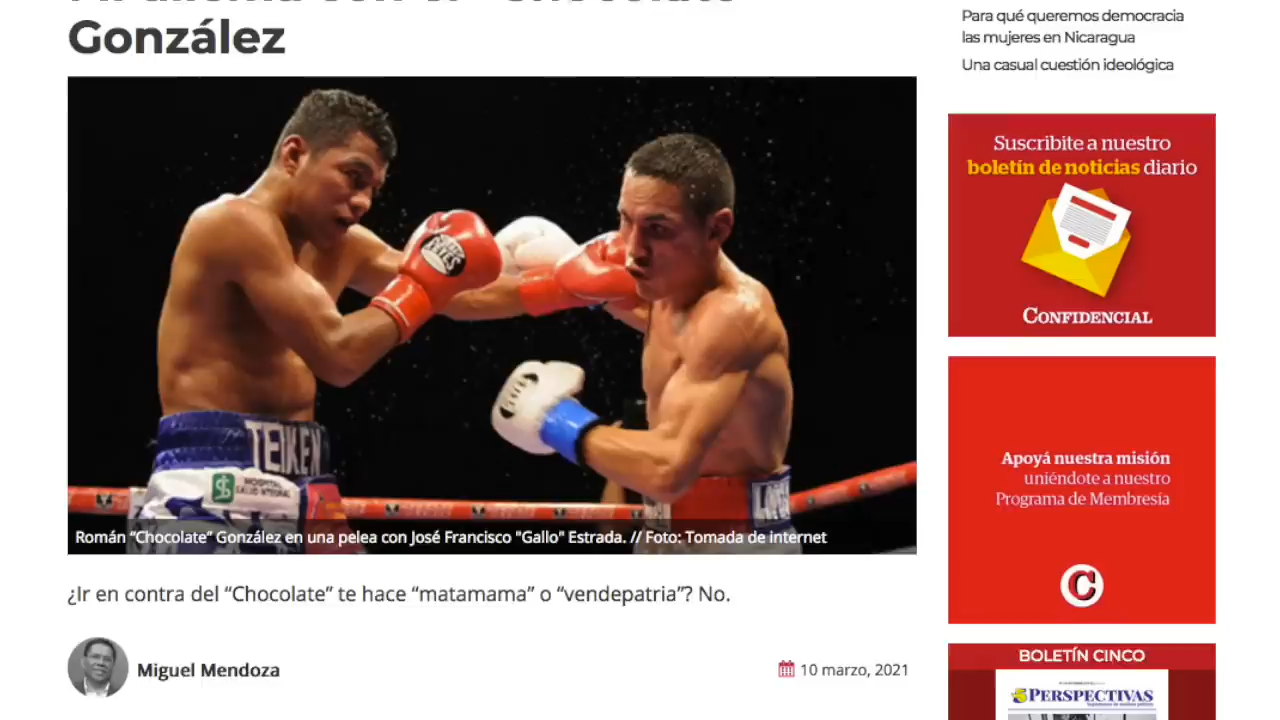 González
Para qué queremos democracia
las mujeres en Nicaragua
Una casual cuestión ideológica
TEIKEN
HOSPITAL
SALUD INTEGRAL
Román “Chocolate” González en una pelea con José Francisco "Gallo" Estrada. // Foto: Tomada de internet
¿Ir en contra del “Chocolate” te hace “matamama” o “vendepatria”? No.
Miguel Mendoza
10 marzo, 2021
Suscribite a nuestro
boletín de noticias diario
CONFIDENCIAL
Apoyá nuestra misión
uniéndote a nuestro
Programa de Membresía
C
BOLETÍN CINCO
PERSPECTIVAS